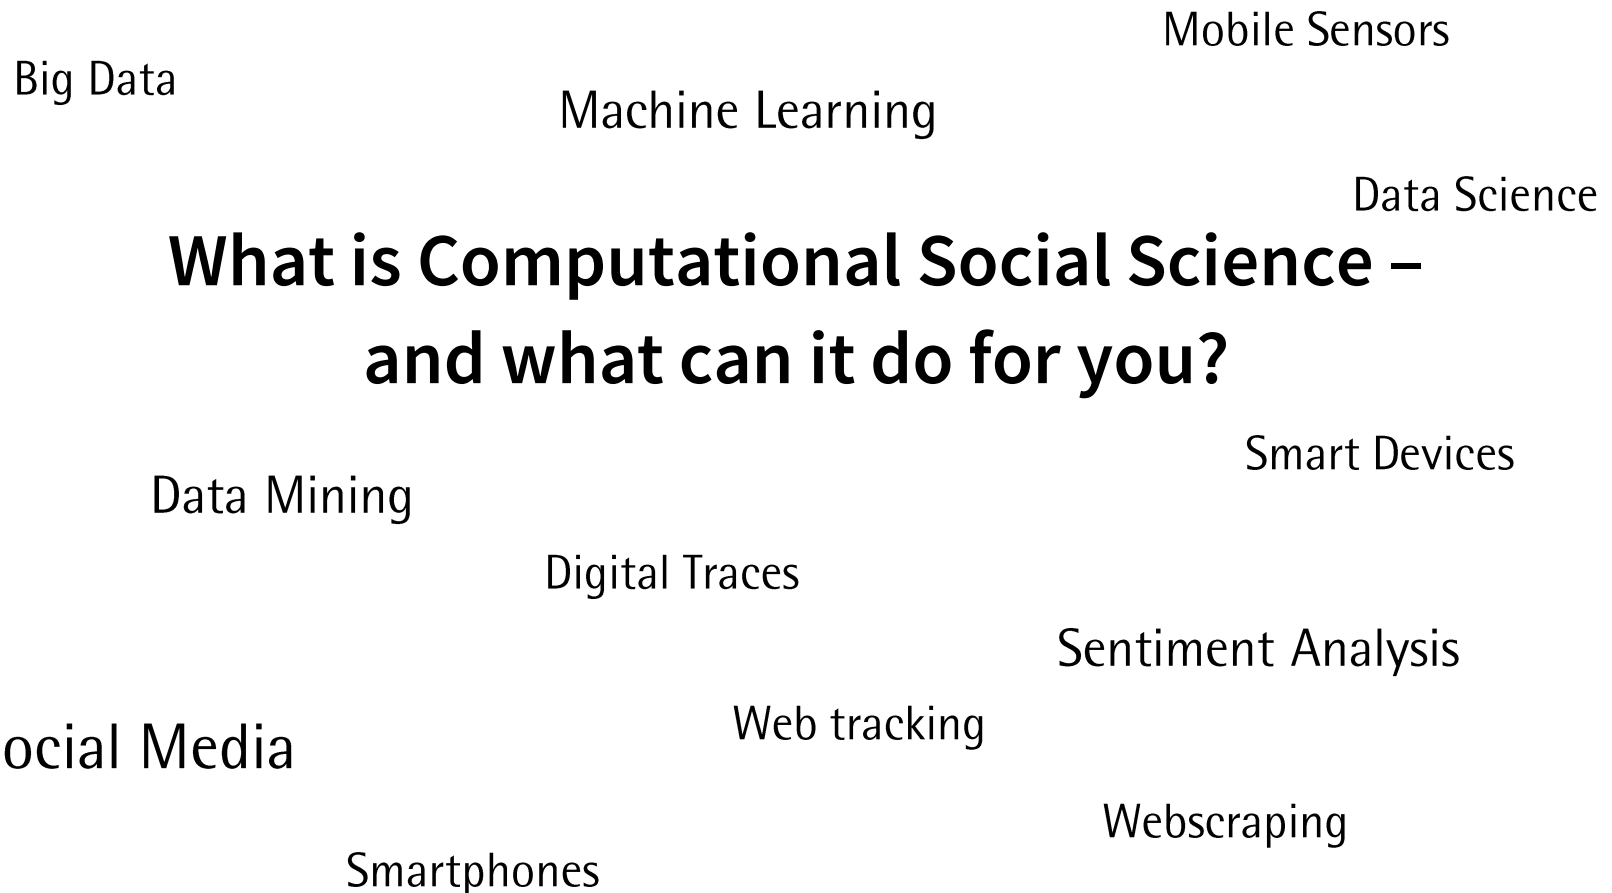 Mobile Sensors
Big Data
Machine Learning
Data Science
What is Computational Social Science –
and what can it do for you?
Smart Devices
Data Mining
Digital Traces
Sentiment Analysis
Web tracking
ocial Media
Webscraping
Smartphones